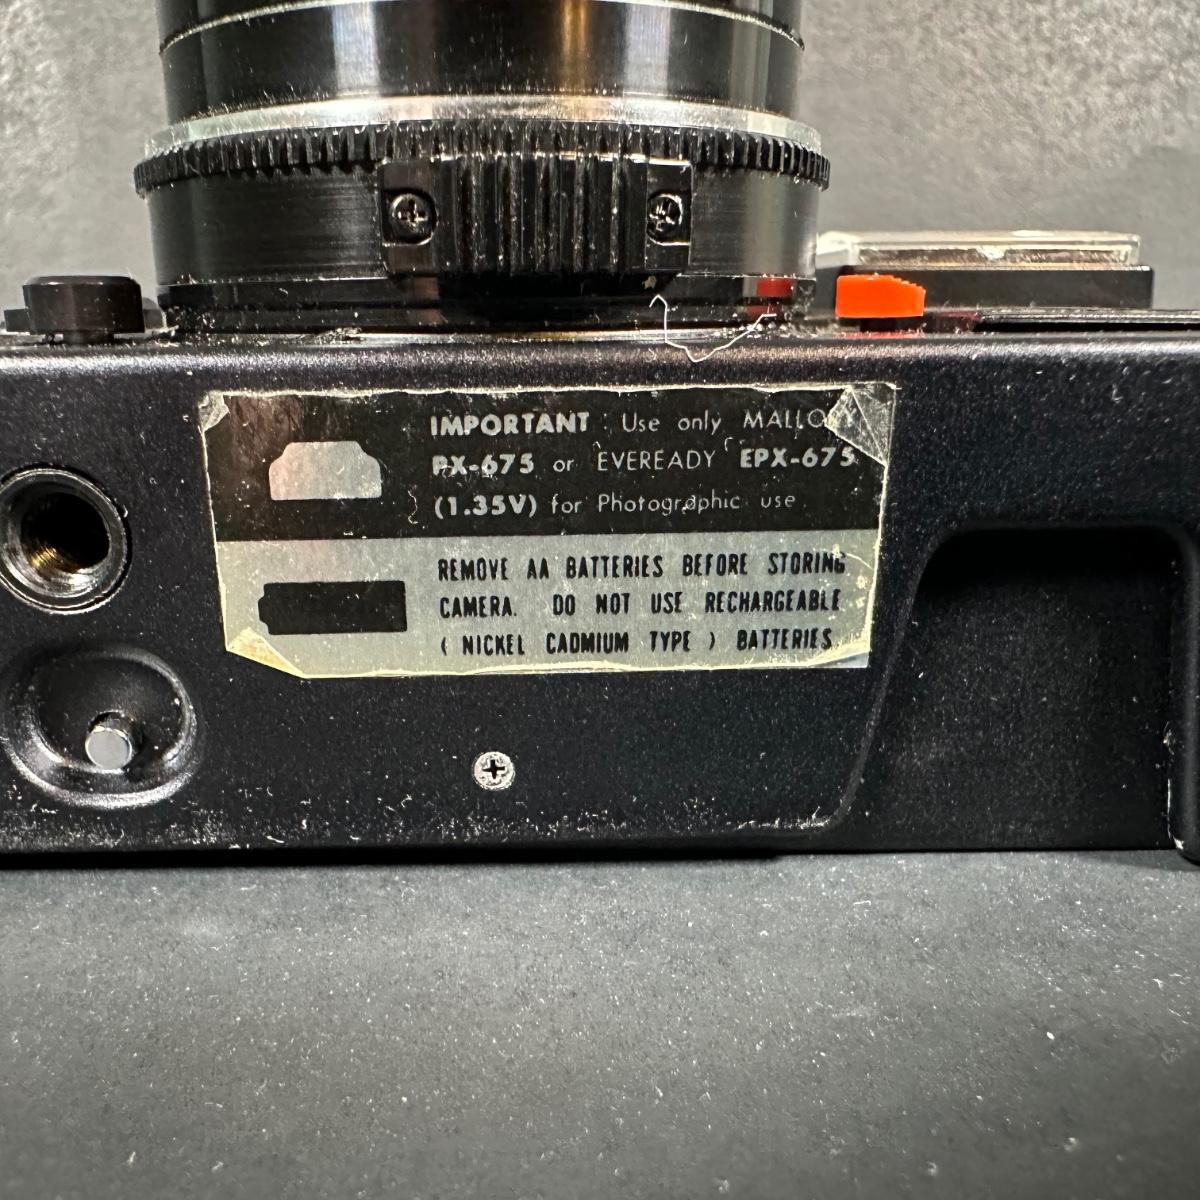 IMPORTANT : Use only MALLORY
PX-675 or EVEREADY EPX-675
(1.35V) for Photographic use
REMOVE AA BATTERIES BEFORE STORING
CAMERA. DO NOT USE RECHARGEABLE
( NICKEL CADMIUM TYPE ) BATTERIES